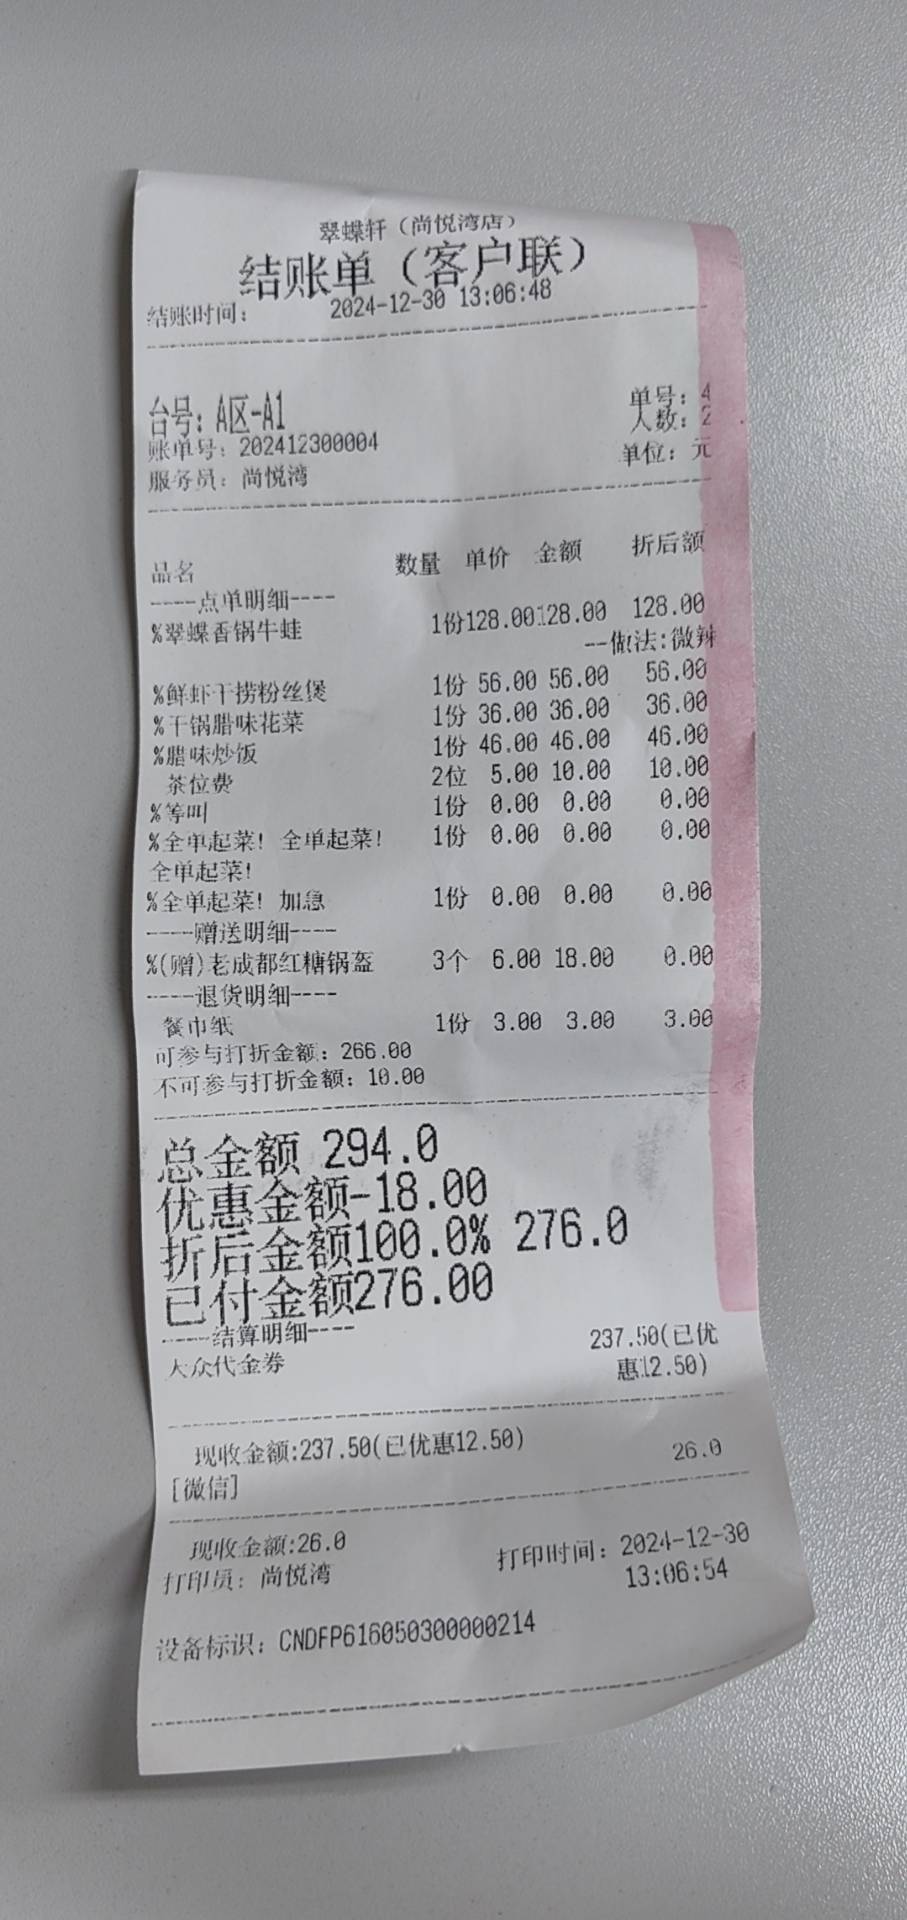 翠蝶轩（尚悦湾店）
结账单（客户联）
结账时间： 2024-12-30 13:06:48
台号：A区-A1 单号：4
人数：2
账单号：202412300004 单位：元
服务员：尚悦湾
品名 数量 单价 金额 折后额
----点单明细----
%翠蝶香锅牛蛙 1份128.00128.00 128.00
--做法:微辣
%鲜虾干捞粉丝煲 1份 56.00 56.00 56.00
%干锅腊味花菜 1份 36.00 36.00 36.00
%腊味炒饭 1份 46.00 46.00 46.00
茶位费 2位 5.00 10.00 10.00
%等叫 1份 0.00 0.00 0.00
%全单起菜！全单起菜！ 1份 0.00 0.00 0.00
全单起菜！
%全单起菜！加急 1份 0.00 0.00 0.00
----赠送明细----
%(赠)老成都红糖锅盔 3个 6.00 18.00 0.00
----退货明细----
餐巾纸 1份 3.00 3.00 3.00
可参与打折金额：266.00
不可参与打折金额：10.00
总金额 294.0
优惠金额-18.00
折后金额100.0% 276.0
已付金额276.00
----结算明细----
大众代金券 237.50(已优
惠12.50)
现收金额:237.50(已优惠12.50)
[微信] 26.0
现收金额:26.0
打印员：尚悦湾 打印时间：2024-12-30
13:06:54
设备标识：CNDFP616050300000214